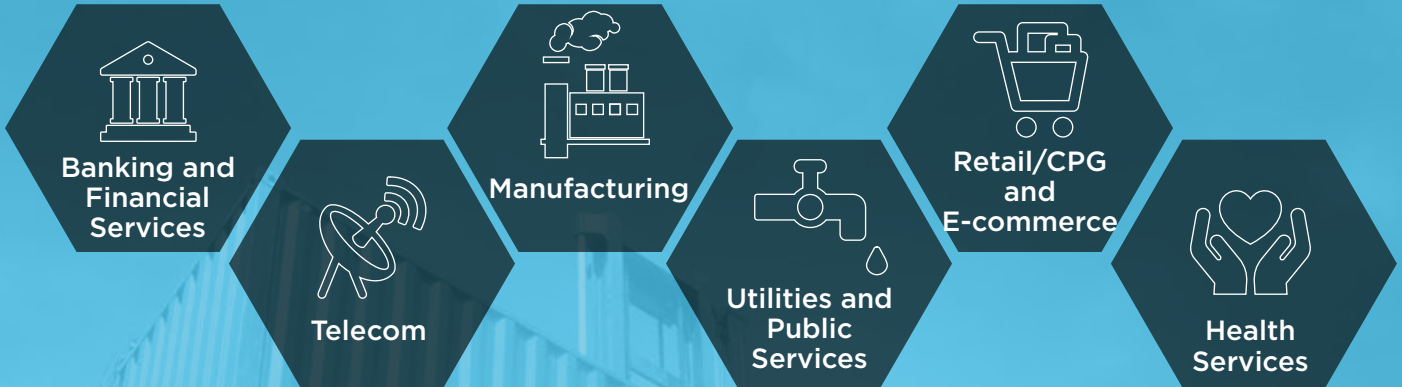 Banking and
Financial
Services
Telecom
Manufacturing
Utilities and
Public
Services
Retail/CPG
and
E-commerce
Health
Services